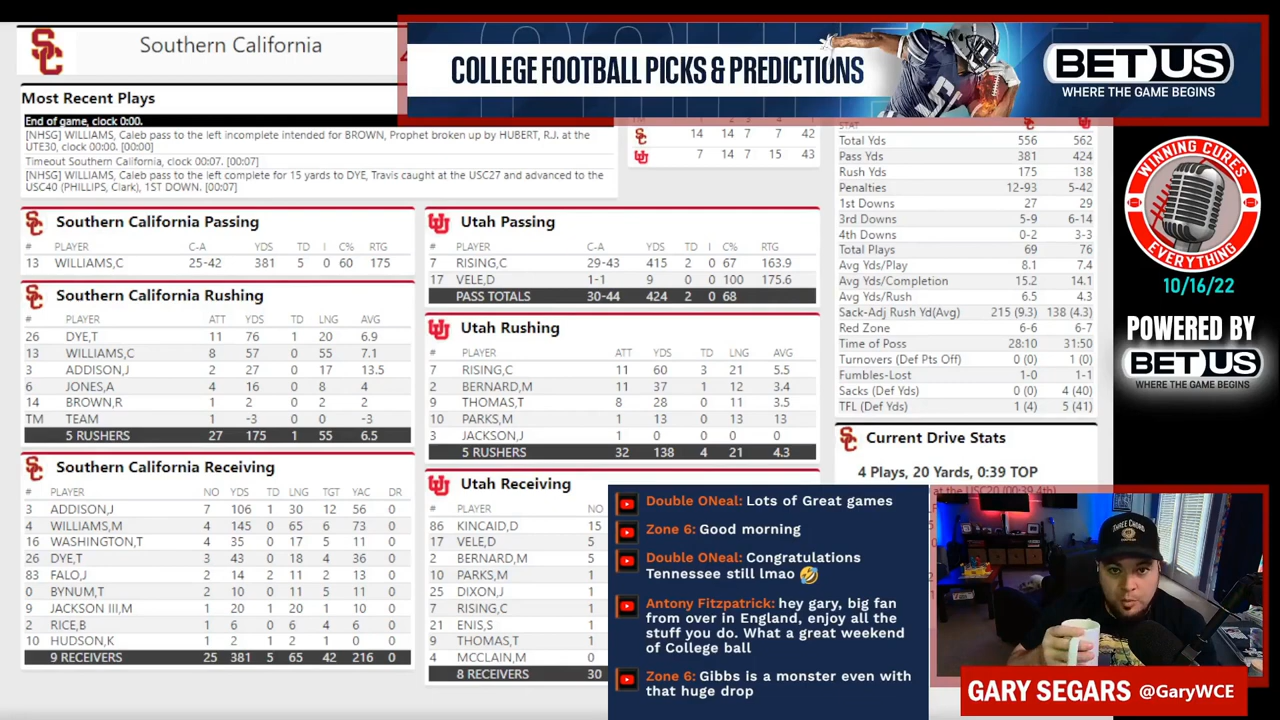 Southern California
COLLEGE FOOTBALL PICKS & PREDICTIONS
BETUS
WHERE THE GAME BEGINS
Most Recent Plays
End of game, clock 0:00.
[NHSG] WILLIAMS, Caleb pass to the left incomplete intended for BROWN, Prophet broken up by HUBERT, R.J. at the
UTE30, clock 00:00. [00:00]
Timeout Southern California, clock 00:07. [00:07]
[NHSG] WILLIAMS, Caleb pass to the left complete for 15 yards to DYE, Travis caught at the USC27 and advanced to the
USC40 (PHILLIPS, Clark), 1ST DOWN. [00:07]
14 14 7 7 42
7 14 7 15 43
STAT
Total Yds 556 562
Pass Yds 381 424
Rush Yds 175 138
Penalties 12-93 5-42
1st Downs 27 29
3rd Downs 5-9 6-14
4th Downs 0-2 3-3
Total Plays 69 76
Avg Yds/Play 8.1 7.4
Avg Yds/Completion 15.2 14.1
Avg Yds/Rush 6.5 4.3
Sack-Adj Rush Yd(Avg) 215 (9.3) 138 (4.3)
Red Zone 6-6 6-7
Time of Poss 28:10 31:50
Turnovers (Def Pts Off) 0 (0) 1 (0)
Fumbles-Lost 1-0 1-1
Sacks (Def Yds) 0 (0) 4 (40)
TFL (Def Yds) 1 (4) 5 (41)
Southern California Passing
# PLAYER C-A YDS TD I C% RTG
13 WILLIAMS,C 25-42 381 5 0 60 175
Southern California Rushing
# PLAYER ATT YDS TD LNG AVG
26 DYE,T 11 76 1 20 6.9
13 WILLIAMS,C 8 57 0 55 7.1
3 ADDISON,J 2 27 0 17 13.5
6 JONES,A 4 16 0 8 4
14 BROWN,R 1 2 0 2 2
TM TEAM 1 -3 0 0 -3
5 RUSHERS 27 175 1 55 6.5
Southern California Receiving
# PLAYER NO YDS TD LNG TGT YAC DR
3 ADDISON,J 7 106 1 30 12 56 0
4 WILLIAMS,M 4 145 0 65 6 73 0
16 WASHINGTON,T 4 35 0 17 5 11 0
26 DYE,T 3 43 0 18 4 36 0
83 FALO,J 2 14 2 11 2 13 0
0 BYNUM,T 2 10 0 11 5 11 0
9 JACKSON III,M 1 20 1 20 1 10 0
2 RICE,B 1 6 0 6 4 6 0
10 HUDSON,K 1 2 1 2 1 0 0
9 RECEIVERS 25 381 5 65 42 216 0
Utah Passing
# PLAYER C-A YDS TD I C% RTG
7 RISING,C 29-43 415 2 0 67 163.9
17 VELE,D 1-1 9 0 0 100 175.6
PASS TOTALS 30-44 424 2 0 68
Utah Rushing
# PLAYER ATT YDS TD LNG AVG
7 RISING,C 11 60 3 21 5.5
2 BERNARD,M 11 37 1 12 3.4
9 THOMAS,T 8 28 0 11 3.5
10 PARKS,M 1 13 0 13 13
3 JACKSON,J 1 0 0 0 0
5 RUSHERS 32 138 4 21 4.3
Utah Receiving
# PLAYER NO
86 KINCAID,D 15
17 VELE,D 5
2 BERNARD,M 5
10 PARKS,M 1
25 DIXON,J 1
7 RISING,C 1
21 ENIS,S 1
9 THOMAS,T 1
4 MCCLAIN,M 0
8 RECEIVERS 30
Current Drive Stats
4 Plays, 20 Yards, 0:39 TOP
at the USC20 (00:39 4th)
Double ONeal: Lots of Great games
Zone 6: Good morning
Double ONeal: Congratulations
Tennessee still lmao 🤣
Antony Fitzpatrick: hey gary, big fan
from over in England, enjoy all the
stuff you do. What a great weekend
of College ball
Zone 6: Gibbs is a monster even with
that huge drop
WINNING CURES
EVERYTHING
10/16/22
POWERED BY
BETUS
WHERE THE GAME BEGINS
THREE CHORD
GARY SEGARS @GaryWCE